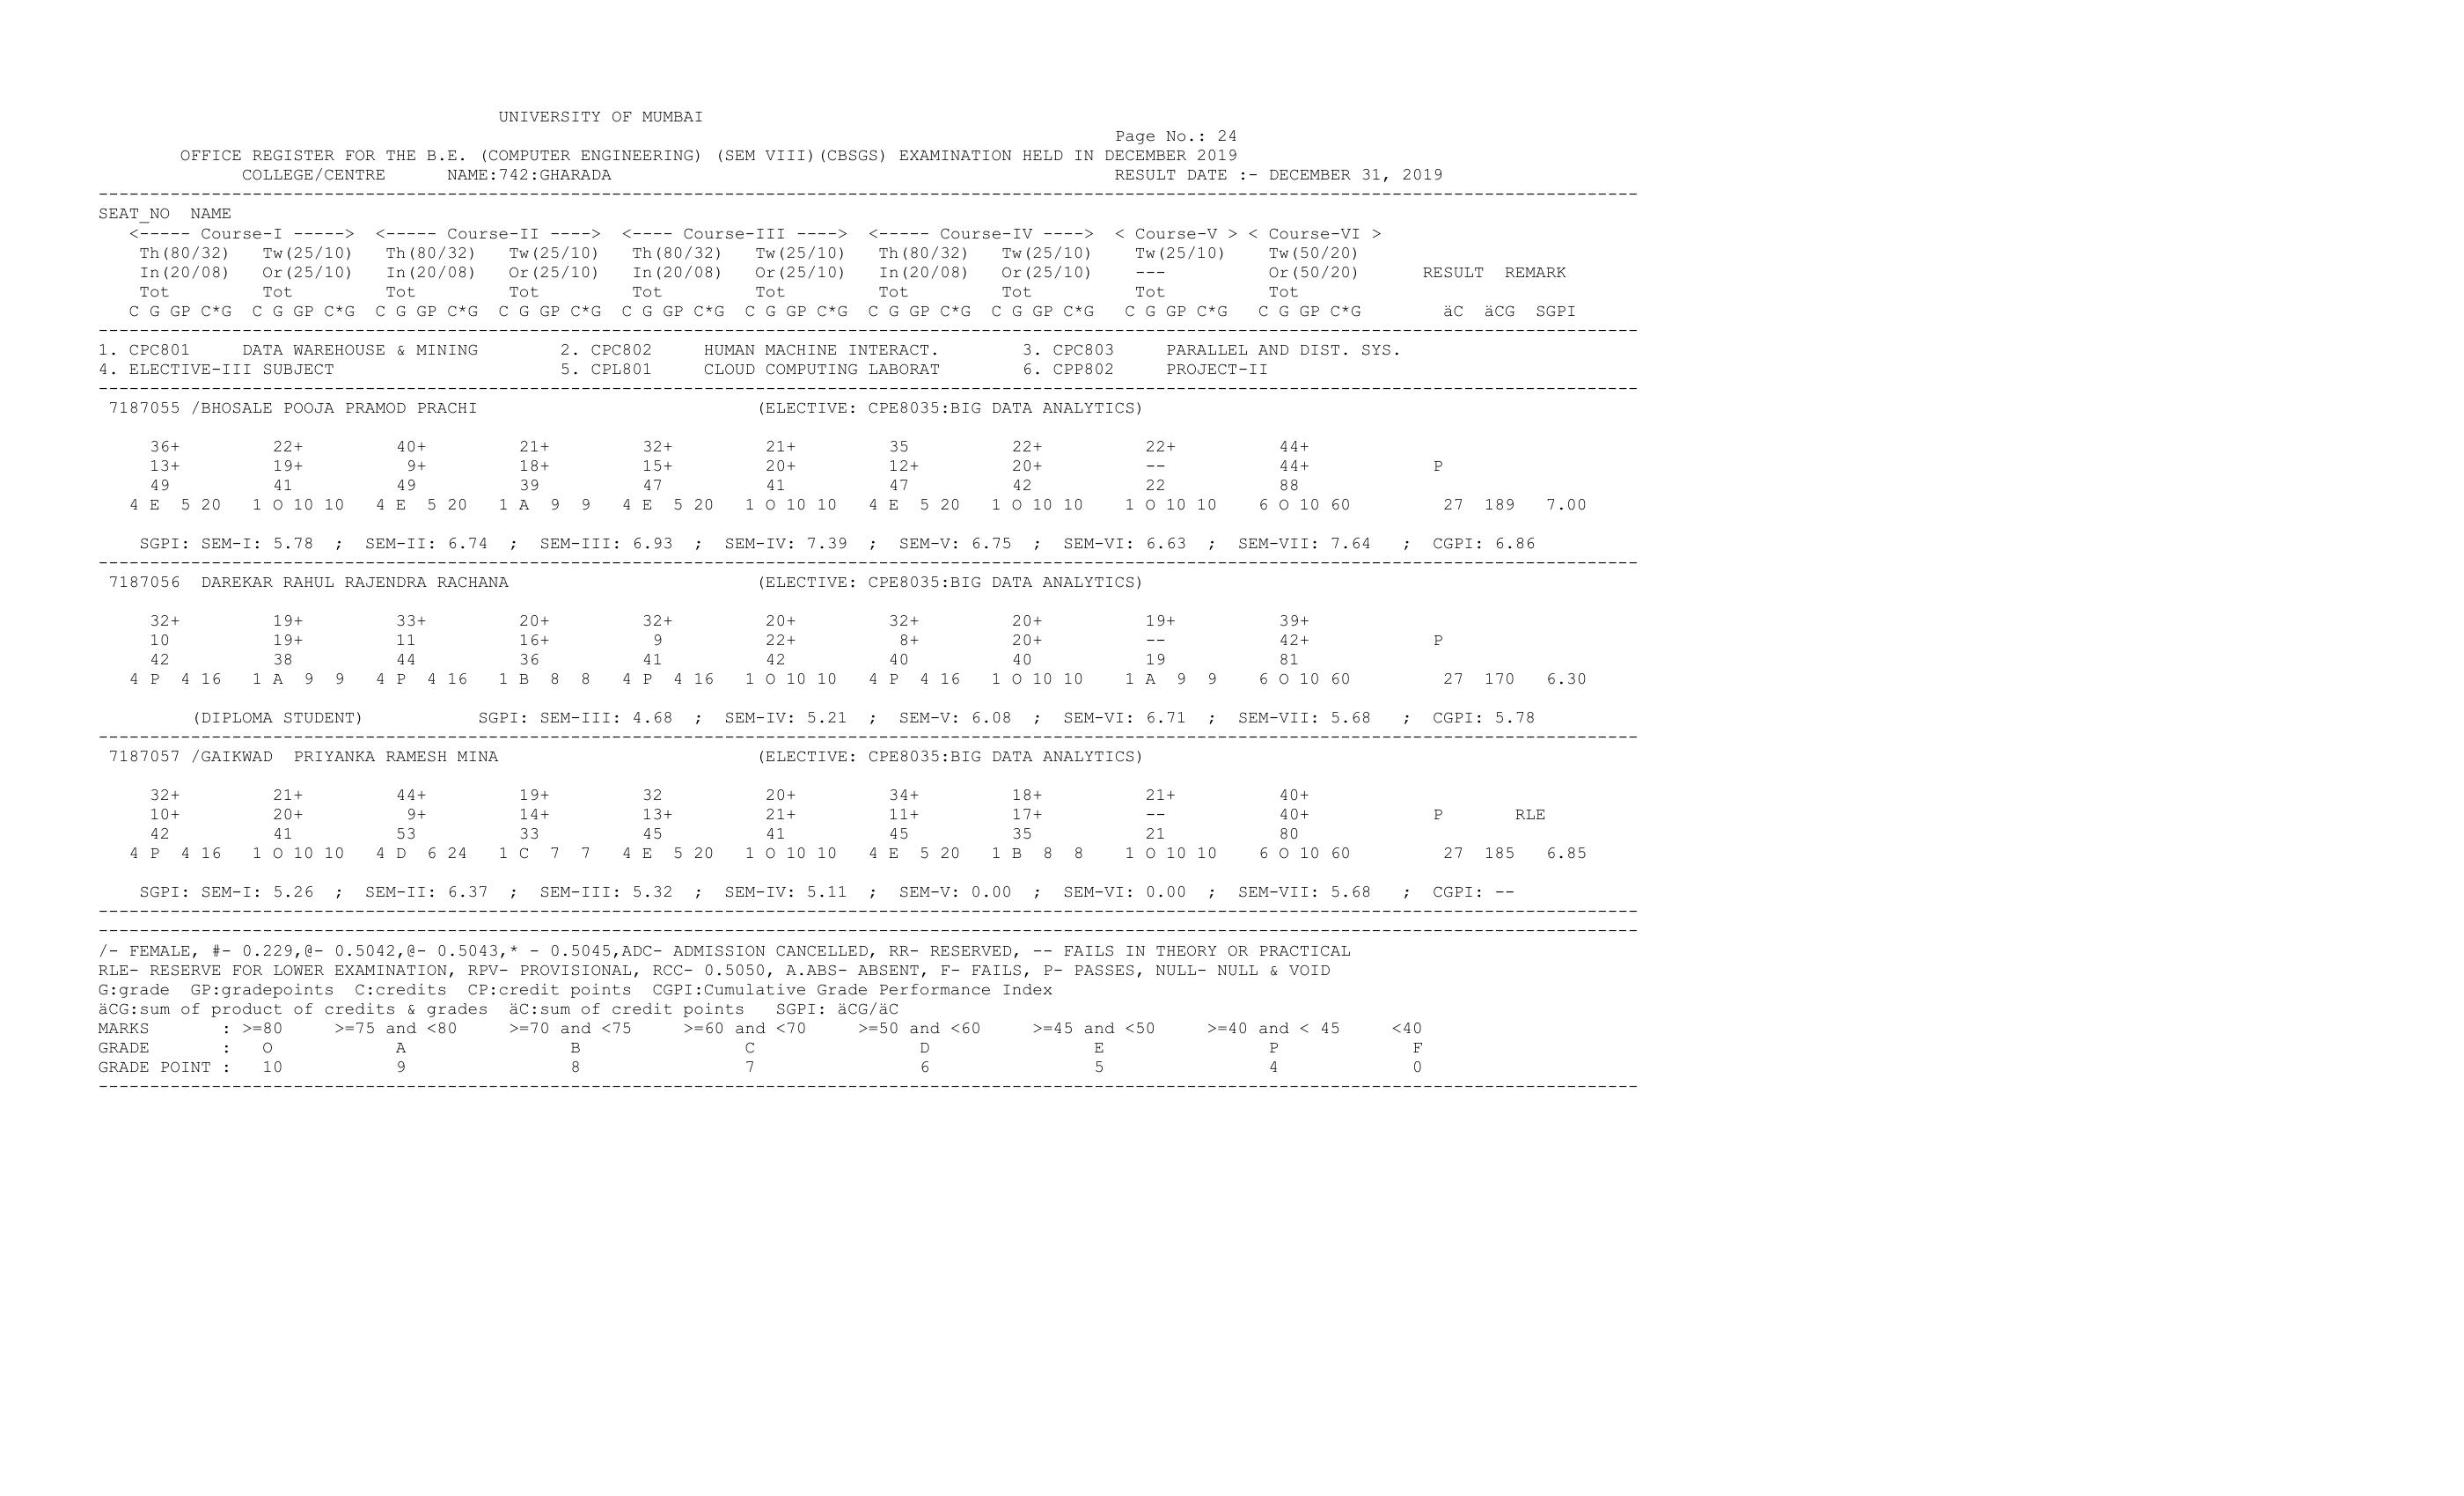 UNIVERSITY OF MUMBAI
Page No.: 24
OFFICE REGISTER FOR THE B.E. (COMPUTER ENGINEERING) (SEM VIII)(CBSGS) EXAMINATION HELD IN DECEMBER 2019
COLLEGE/CENTRE NAME:742:GHARADA RESULT DATE :- DECEMBER 31, 2019
SEAT_NO NAME
<----- Course-I -----> <----- Course-II ----> <---- Course-III ----> <----- Course-IV ----> < Course-V > < Course-VI >
Th(80/32) Tw(25/10) Th(80/32) Tw(25/10) Th(80/32) Tw(25/10) Th(80/32) Tw(25/10) Tw(25/10) Tw(50/20)
In(20/08) Or(25/10) In(20/08) Or(25/10) In(20/08) Or(25/10) In(20/08) Or(25/10) --- Or(50/20) RESULT REMARK
Tot Tot Tot Tot Tot Tot Tot Tot Tot Tot
C G GP C*G C G GP C*G C G GP C*G C G GP C*G C G GP C*G C G GP C*G C G GP C*G C G GP C*G C G GP C*G C G GP C*G äC äCG SGPI
1. CPC801 DATA WAREHOUSE & MINING 2. CPC802 HUMAN MACHINE INTERACT. 3. CPC803 PARALLEL AND DIST. SYS.
4. ELECTIVE-III SUBJECT 5. CPL801 CLOUD COMPUTING LABORAT 6. CPP802 PROJECT-II
7187055 /BHOSALE POOJA PRAMOD PRACHI (ELECTIVE: CPE8035:BIG DATA ANALYTICS)
36+ 22+ 40+ 21+ 32+ 21+ 35 22+ 22+ 44+
13+ 19+ 9+ 18+ 15+ 20+ 12+ 20+ -- 44+ P
49 41 49 39 47 41 47 42 22 88
4 E 5 20 1 O 10 10 4 E 5 20 1 A 9 9 4 E 5 20 1 O 10 10 4 E 5 20 1 O 10 10 1 O 10 10 6 O 10 60 27 189 7.00
SGPI: SEM-I: 5.78 ; SEM-II: 6.74 ; SEM-III: 6.93 ; SEM-IV: 7.39 ; SEM-V: 6.75 ; SEM-VI: 6.63 ; SEM-VII: 7.64 ; CGPI: 6.86
7187056 DAREKAR RAHUL RAJENDRA RACHANA (ELECTIVE: CPE8035:BIG DATA ANALYTICS)
32+ 19+ 33+ 20+ 32+ 20+ 32+ 20+ 19+ 39+
10 19+ 11 16+ 9 22+ 8+ 20+ -- 42+ P
42 38 44 36 41 42 40 40 19 81
4 P 4 16 1 A 9 9 4 P 4 16 1 B 8 8 4 P 4 16 1 O 10 10 4 P 4 16 1 O 10 10 1 A 9 9 6 O 10 60 27 170 6.30
(DIPLOMA STUDENT) SGPI: SEM-III: 4.68 ; SEM-IV: 5.21 ; SEM-V: 6.08 ; SEM-VI: 6.71 ; SEM-VII: 5.68 ; CGPI: 5.78
7187057 /GAIKWAD PRIYANKA RAMESH MINA (ELECTIVE: CPE8035:BIG DATA ANALYTICS)
32+ 21+ 44+ 19+ 32 20+ 34+ 18+ 21+ 40+
10+ 20+ 9+ 14+ 13+ 21+ 11+ 17+ -- 40+ P RLE
42 41 53 33 45 41 45 35 21 80
4 P 4 16 1 O 10 10 4 D 6 24 1 C 7 7 4 E 5 20 1 O 10 10 4 E 5 20 1 B 8 8 1 O 10 10 6 O 10 60 27 185 6.85
SGPI: SEM-I: 5.26 ; SEM-II: 6.37 ; SEM-III: 5.32 ; SEM-IV: 5.11 ; SEM-V: 0.00 ; SEM-VI: 0.00 ; SEM-VII: 5.68 ; CGPI: --
/- FEMALE, #- 0.229,@- 0.5042,@- 0.5043,* - 0.5045,ADC- ADMISSION CANCELLED, RR- RESERVED, -- FAILS IN THEORY OR PRACTICAL
RLE- RESERVE FOR LOWER EXAMINATION, RPV- PROVISIONAL, RCC- 0.5050, A.ABS- ABSENT, F- FAILS, P- PASSES, NULL- NULL & VOID
G:grade GP:gradepoints C:credits CP:credit points CGPI:Cumulative Grade Performance Index
äCG:sum of product of credits & grades äC:sum of credit points SGPI: äCG/äC
MARKS : >=80 >=75 and <80 >=70 and <75 >=60 and <70 >=50 and <60 >=45 and <50 >=40 and < 45 <40
GRADE : O A B C D E P F
GRADE POINT : 10 9 8 7 6 5 4 0